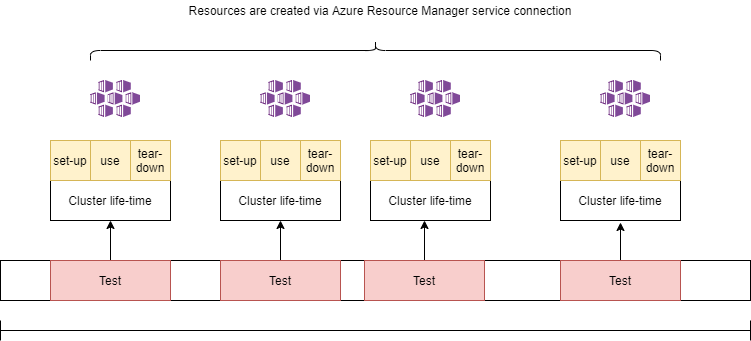 Resources are created via Azure Resource Manager service connection
set-up use tear-
down
set-up use tear-
down
set-up use tear-
down
set-up use tear-
down
Cluster life-time
Cluster life-time
Cluster life-time
Cluster life-time
Test
Test
Test
Test